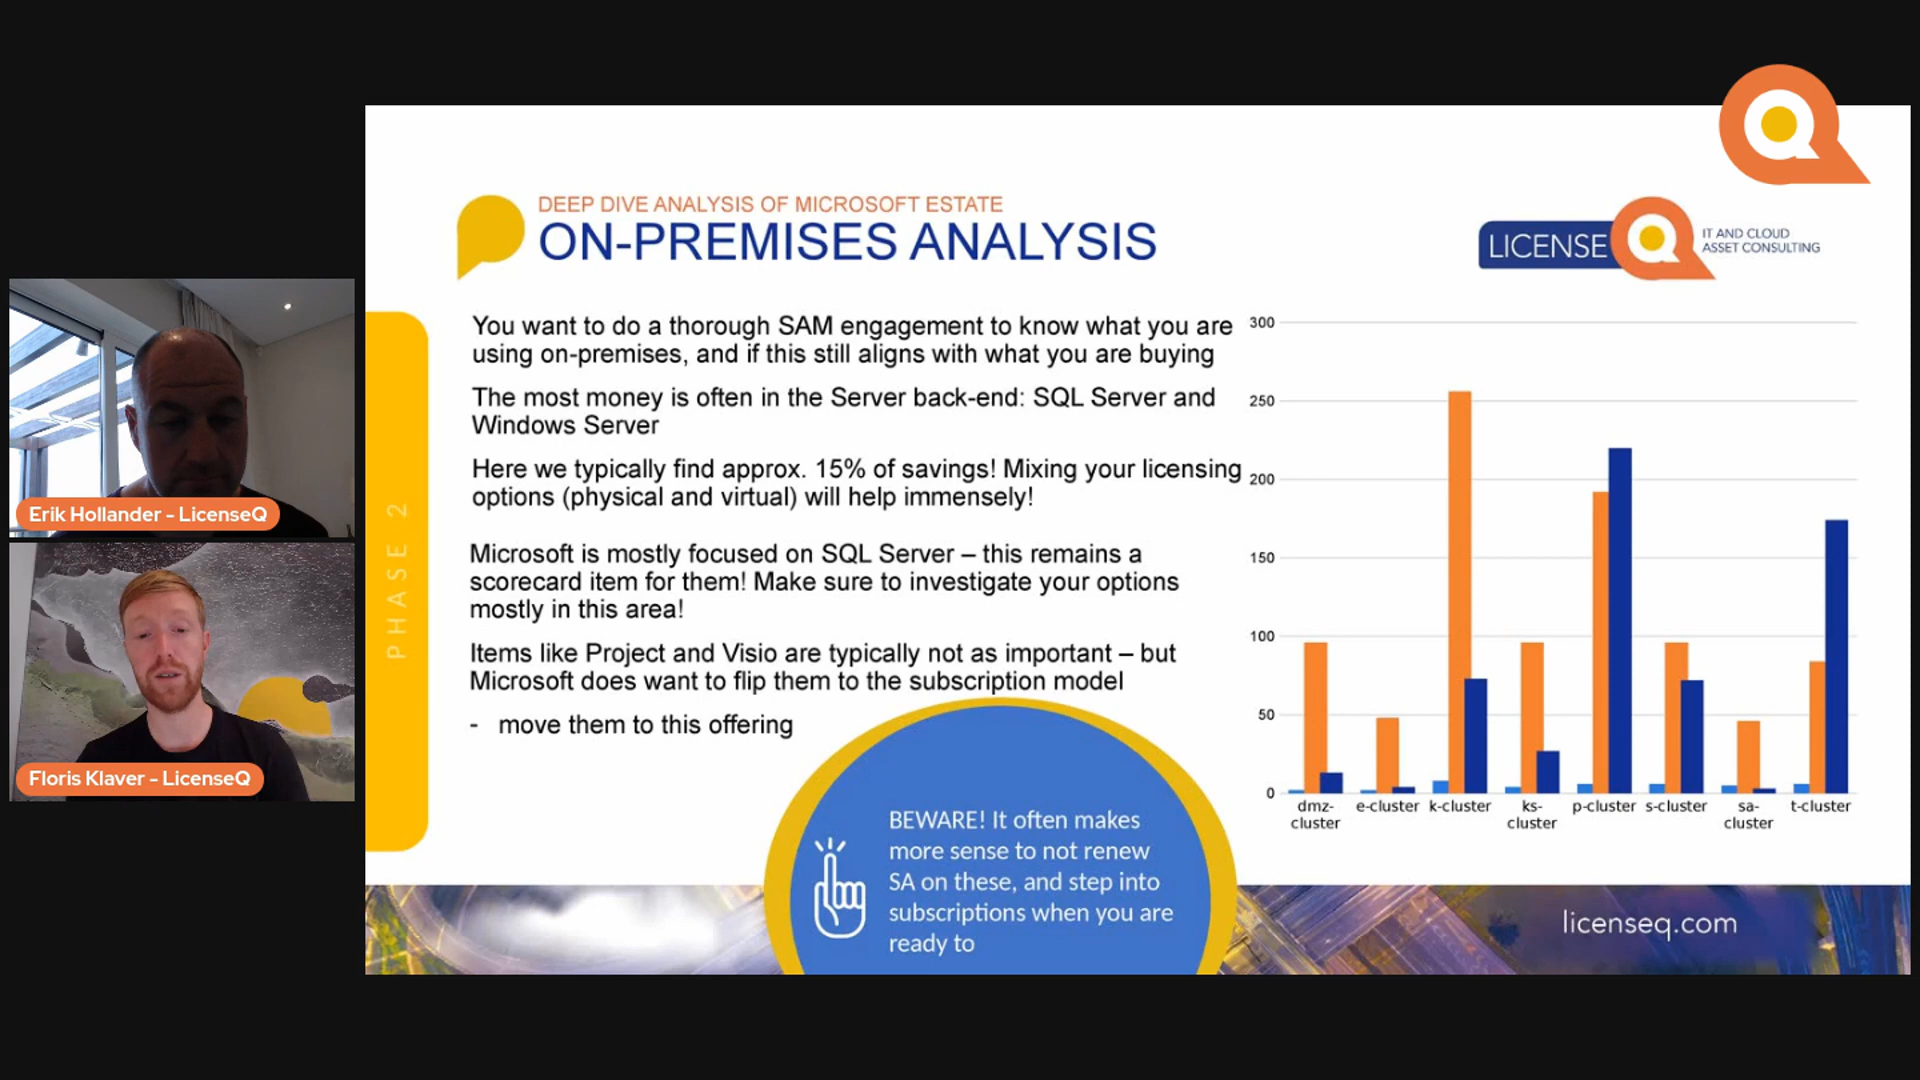 DEEP DIVE ANALYSIS OF MICROSOFT ESTATE
ON-PREMISES ANALYSIS
LICENSE
IT AND CLOUD
ASSET CONSULTING
PHASE 2
You want to do a thorough SAM engagement to know what you are
using on-premises, and if this still aligns with what you are buying
The most money is often in the Server back-end: SQL Server and
Windows Server
Here we typically find approx. 15% of savings! Mixing your licensing
options (physical and virtual) will help immensely!
Microsoft is mostly focused on SQL Server – this remains a
scorecard item for them! Make sure to investigate your options
mostly in this area!
Items like Project and Visio are typically not as important – but
Microsoft does want to flip them to the subscription model
- move them to this offering
300
250
200
150
100
50
0
dmz-
cluster
e-cluster
k-cluster
ks-
cluster
p-cluster
s-cluster
sa-
cluster
t-cluster
BEWARE! It often makes
more sense to not renew
SA on these, and step into
subscriptions when you are
ready to
licenseq.com
Erik Hollander - LicenseQ
Floris Klaver - LicenseQ